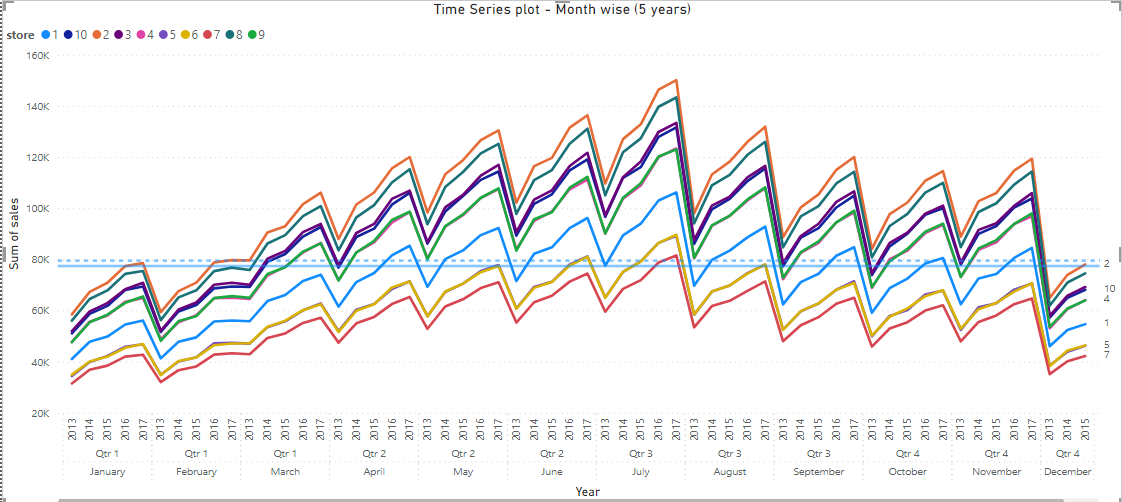 Time Series plot - Month wise (5 years)
store 1 10 2 3 4 5 6 7 8 9
160K
140K
120K
100K
80K
60K
40K
20K
Sum of sales
2
10
4
1
5
7
2013 2014 2015 2016 2017 2013 2014 2015 2016 2017 2013 2014 2015 2016 2017 2013 2014 2015 2016 2017 2013 2014 2015 2016 2017 2013 2014 2015 2016 2017 2013 2014 2015 2016 2017 2013 2014 2015 2016 2017 2013 2014 2015 2016 2017 2013 2014 2015 2016 2017 2013 2014 2015 2016 2017 2013 2014 2015
Qtr 1 Qtr 1 Qtr 1 Qtr 2 Qtr 2 Qtr 2 Qtr 3 Qtr 3 Qtr 3 Qtr 4 Qtr 4 Qtr 4
January February March April May June July August September October November December
Year